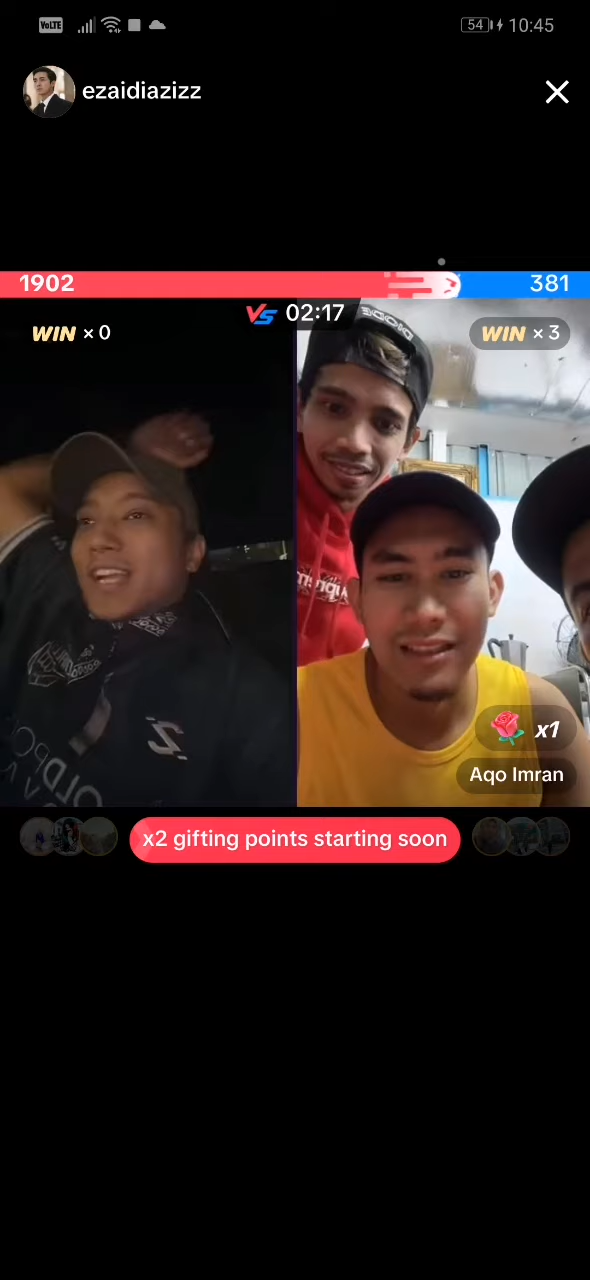 VoLTE
54 10:45
ezaidiazizz
1902
381
VS 02:17
WIN × 0
WIN × 3
x1
Aqo Imran
x2 gifting points starting soon